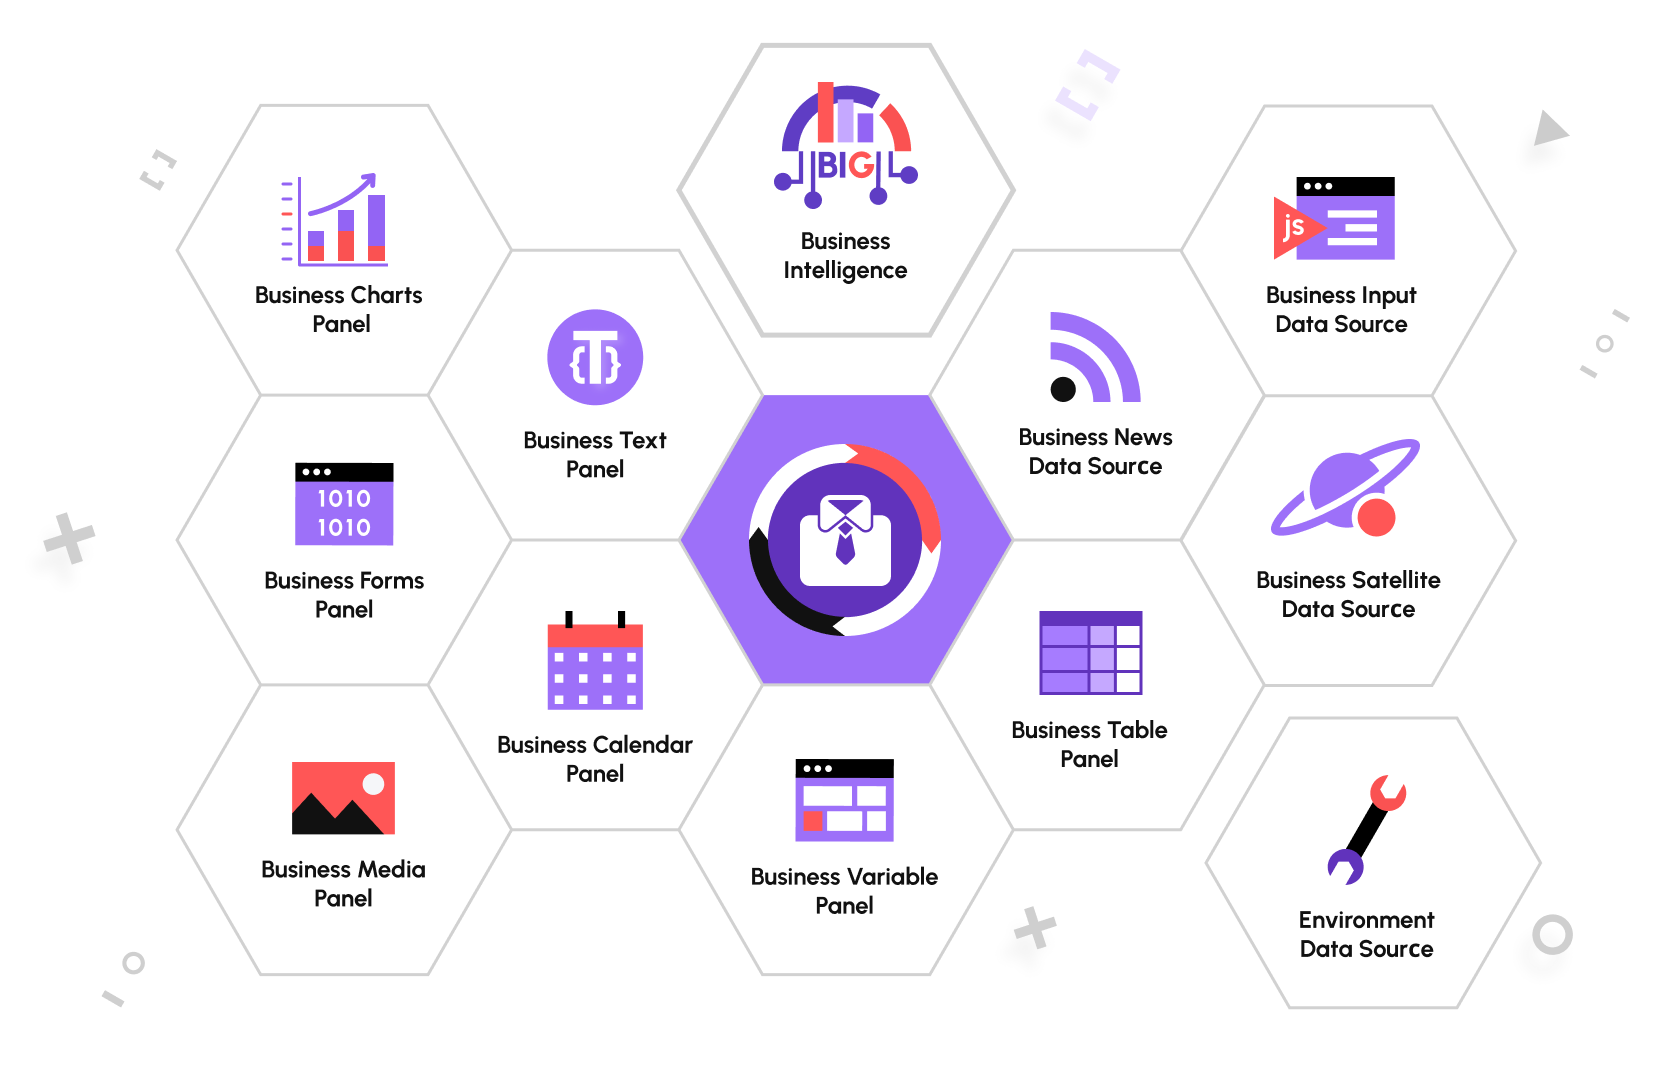 BIG
Business
Intelligence
Business Charts
Panel
js
Business Input
Data Source
{T}
Business Text
Panel
Business News
Data Source
1010
1010
Business Forms
Panel
Business Satellite
Data Source
Business Calendar
Panel
Business Table
Panel
Business Media
Panel
Business Variable
Panel
Environment
Data Source